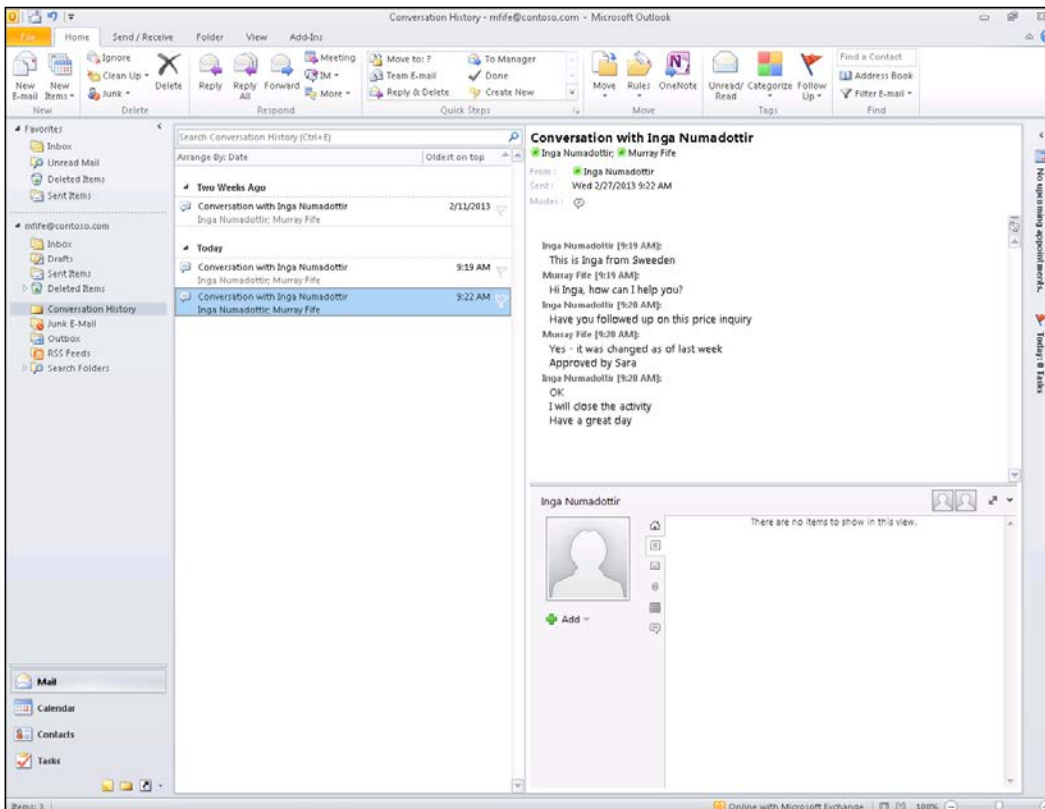 Conversation History - mfife@contoso.com - Microsoft Outlook
File Home Send / Receive Folder View Add-Ins
New E-mail
New Items
New
Ignore
Clean Up
Junk
Delete
Delete
Reply
Reply All
Forward
Meeting
IM
More
Respond
Move to: ?
Team E-mail
Reply & Delete
To Manager
Done
Create New
Quick Steps
Move
Rules
OneNote
Move
Unread/ Read
Categorize
Follow Up
Tags
Find a Contact
Address Book
Filter E-mail
Find
Favorites
Inbox
Unread Mail
Deleted Items
Sent Items
mfife@contoso.com
Inbox
Drafts
Sent Items
Deleted Items
Conversation History
Junk E-Mail
Outbox
RSS Feeds
Search Folders
Mail
Calendar
Contacts
Tasks
Search Conversation History (Ctrl+E)
Arrange By: Date Oldest on top
Two Weeks Ago
Conversation with Inga Numadottir 2/11/2013
Inga Numadottir; Murray Fife
Today
Conversation with Inga Numadottir 9:19 AM
Inga Numadottir; Murray Fife
Conversation with Inga Numadottir 9:22 AM
Inga Numadottir; Murray Fife
Conversation with Inga Numadottir
Inga Numadottir; Murray Fife
From: Inga Numadottir
Sent: Wed 2/27/2013 9:22 AM
Modes:
Inga Numadottir [9:19 AM]:
This is Inga from Sweeden
Murray Fife [9:19 AM]:
Hi Inga, how can I help you?
Inga Numadottir [9:20 AM]:
Have you followed up on this price inquiry
Murray Fife [9:20 AM]:
Yes - it was changed as of last week
Approved by Sara
Inga Numadottir [9:20 AM]:
OK
I will close the activity
Have a great day
Inga Numadottir
There are no items to show in this view.
Add
No upcoming appointments.
Today: 0 Tasks
Items: 3
Online with Microsoft Exchange
100%